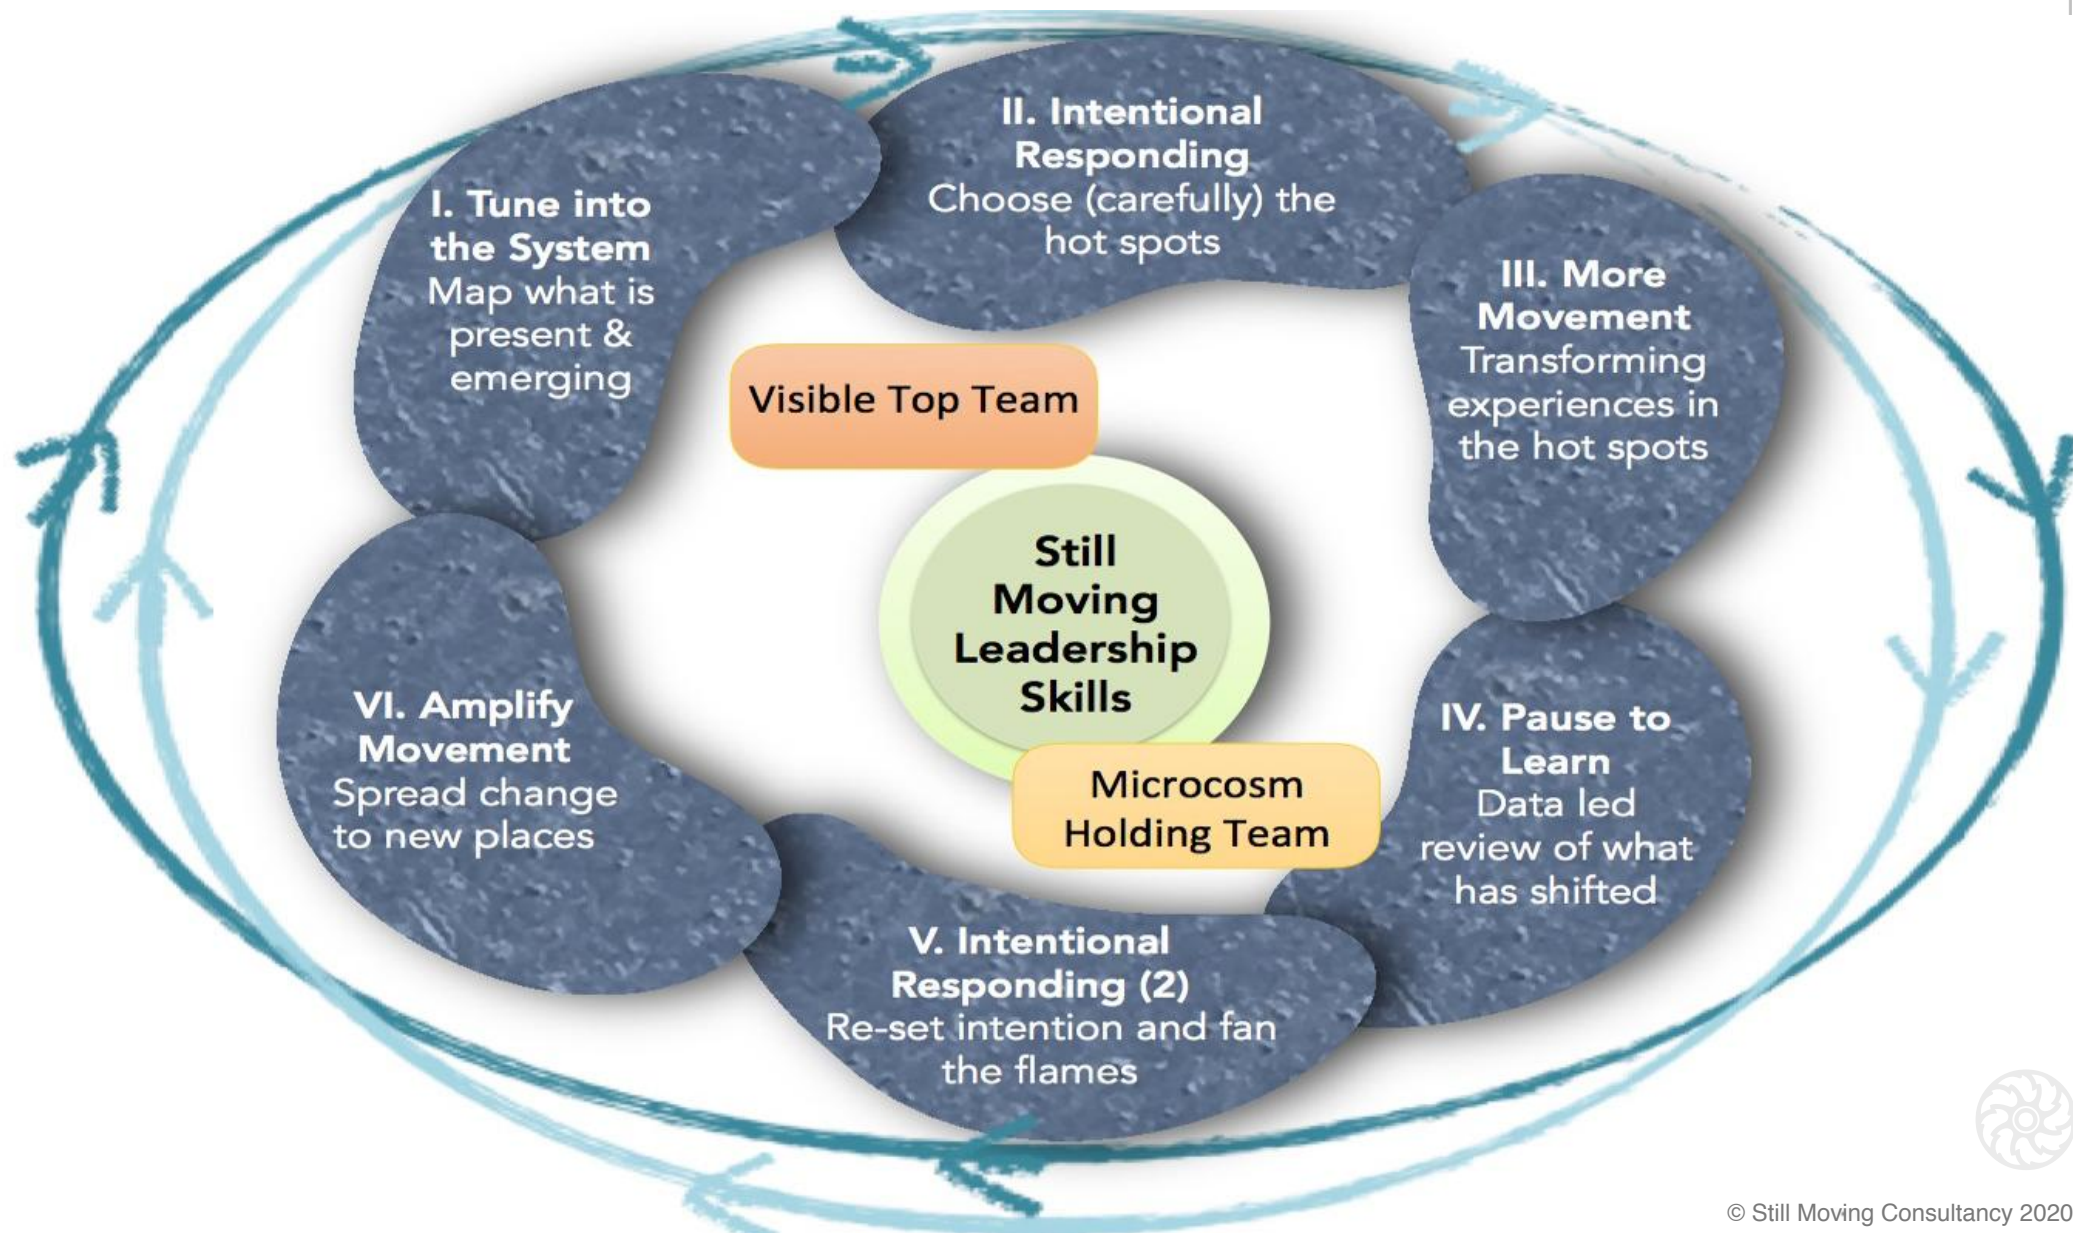 I. Tune into
the System
Map what is
present &
emerging
II. Intentional
Responding
Choose (carefully) the
hot spots
III. More
Movement
Transforming
experiences in
the hot spots
Visible Top Team
Still
Moving
Leadership
Skills
Microcosm
Holding Team
IV. Pause to
Learn
Data led
review of what
has shifted
V. Intentional
Responding (2)
Re-set intention and fan
the flames
VI. Amplify
Movement
Spread change
to new places
© Still Moving Consultancy 2020